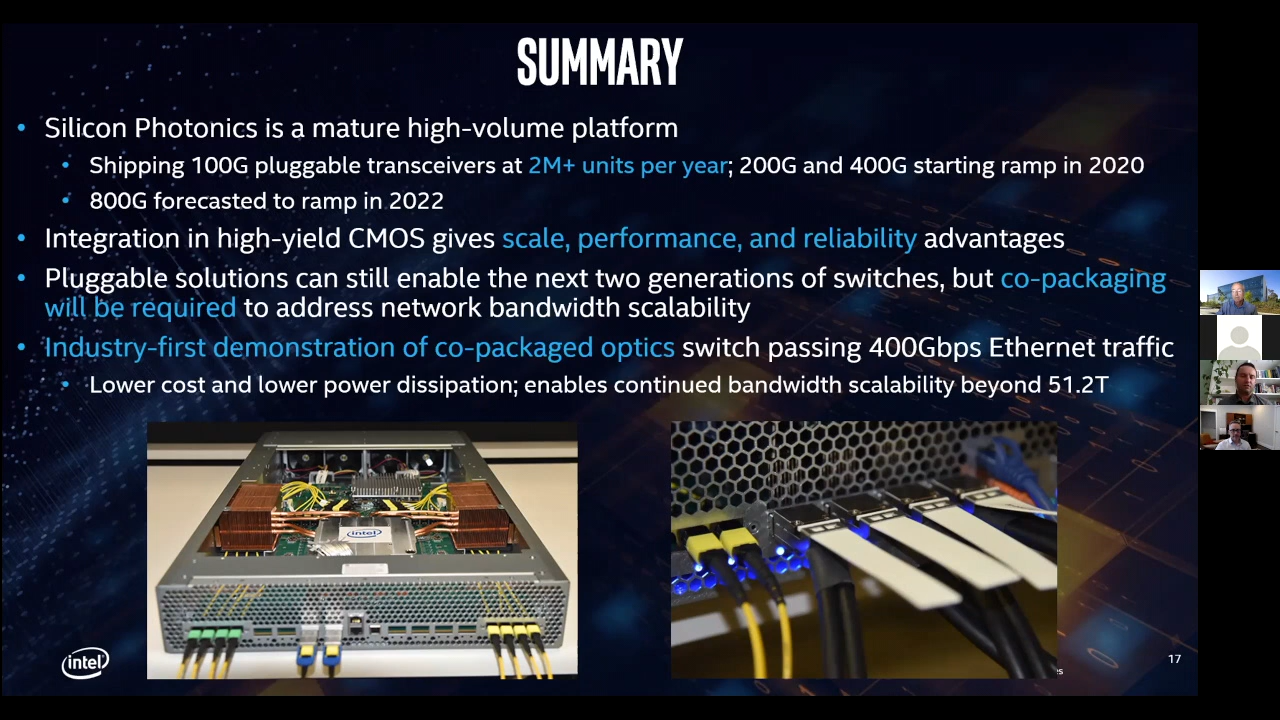 SUMMARY
• Silicon Photonics is a mature high-volume platform
• Shipping 100G pluggable transceivers at 2M+ units per year; 200G and 400G starting ramp in 2020
• 800G forecasted to ramp in 2022
• Integration in high-yield CMOS gives scale, performance, and reliability advantages
• Pluggable solutions can still enable the next two generations of switches, but co-packaging
will be required to address network bandwidth scalability
• Industry-first demonstration of co-packaged optics switch passing 400Gbps Ethernet traffic
• Lower cost and lower power dissipation; enables continued bandwidth scalability beyond 51.2T
intel
intel
17